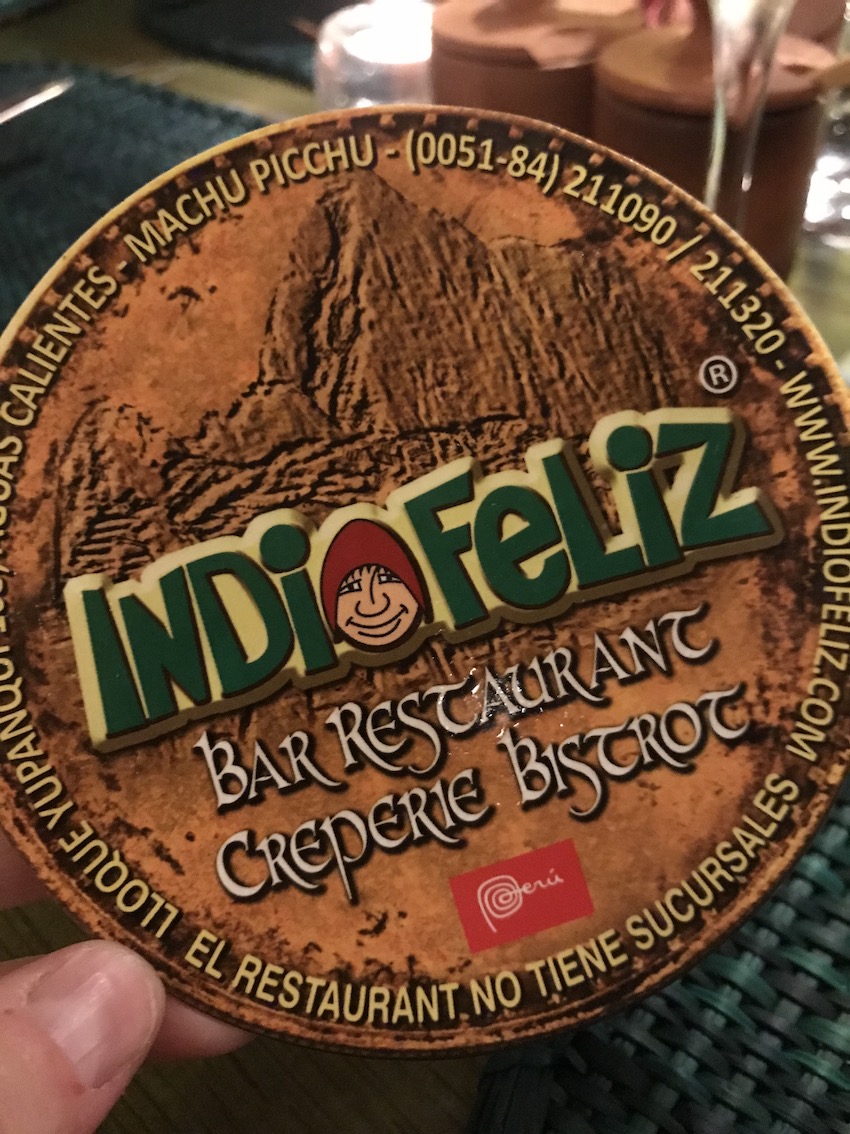 LLOQUE YUPANQUI
CALIENTES - MACHU PICCHU - (0051-84) 211090 / 211320 - WWW.INDIOFELIZ.COM
®
INDIOFELIZ
BAR RESTAURANT
CREPERIE BISTROT
Perú
EL RESTAURANT NO TIENE SUCURSALES